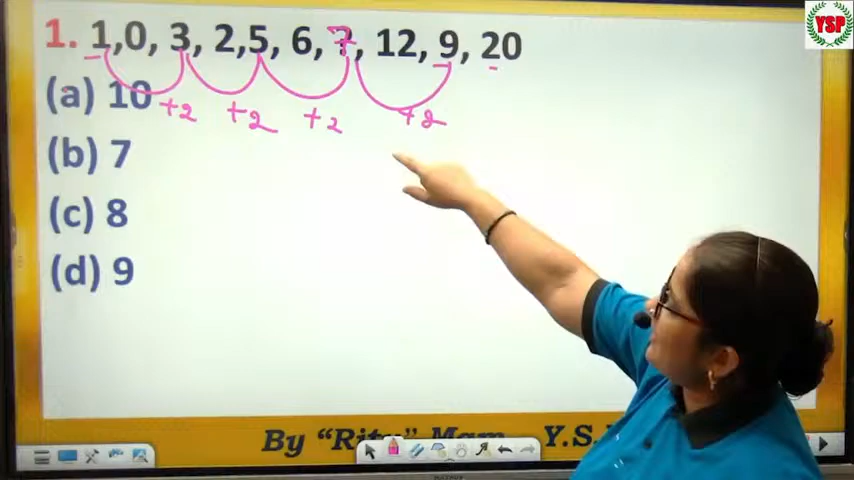 YSP
1. 1,0, 3, 2,5, 6, 7, 12, 9, 20
+2 +2 +2 +2
(a) 10
(b) 7
(c) 8
(d) 9
By “Ritu” Mam Y.S.